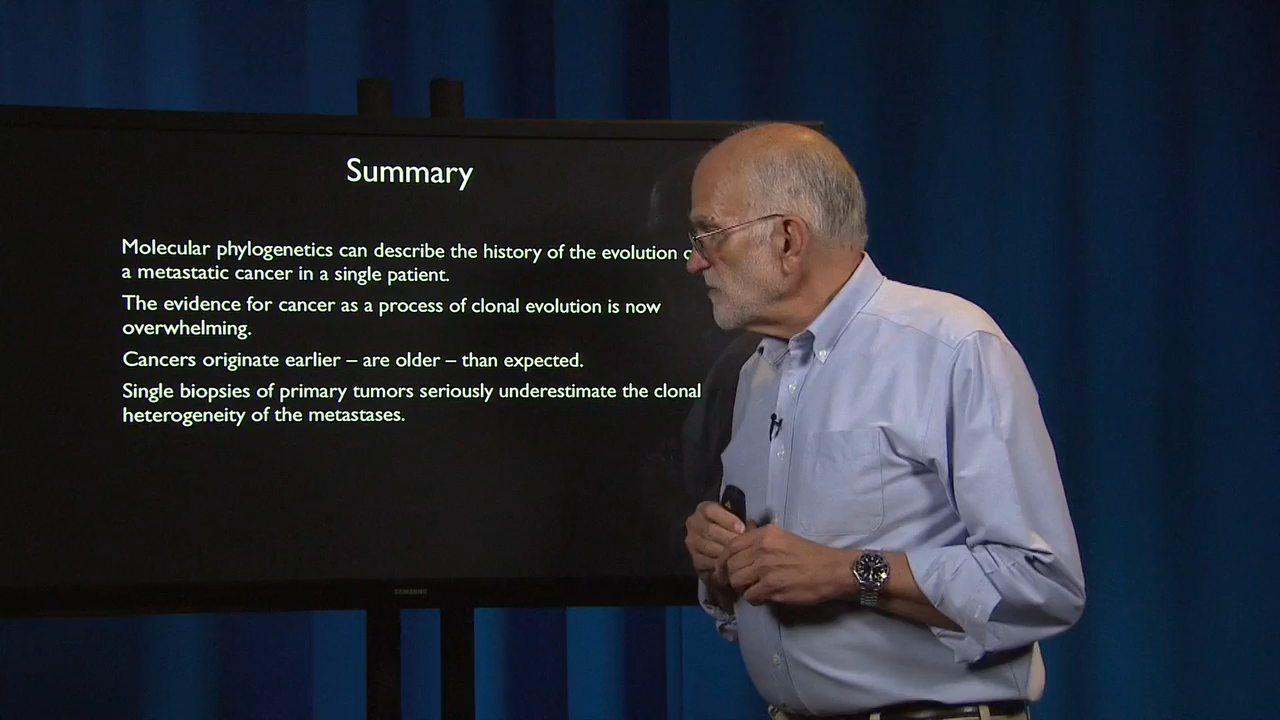 Summary
Molecular phylogenetics can describe the history of the evolution
a metastatic cancer in a single patient.
The evidence for cancer as a process of clonal evolution is now
overwhelming.
Cancers originate earlier – are older – than expected.
Single biopsies of primary tumors seriously underestimate the clonal
heterogeneity of the metastases.
SAMSUNG